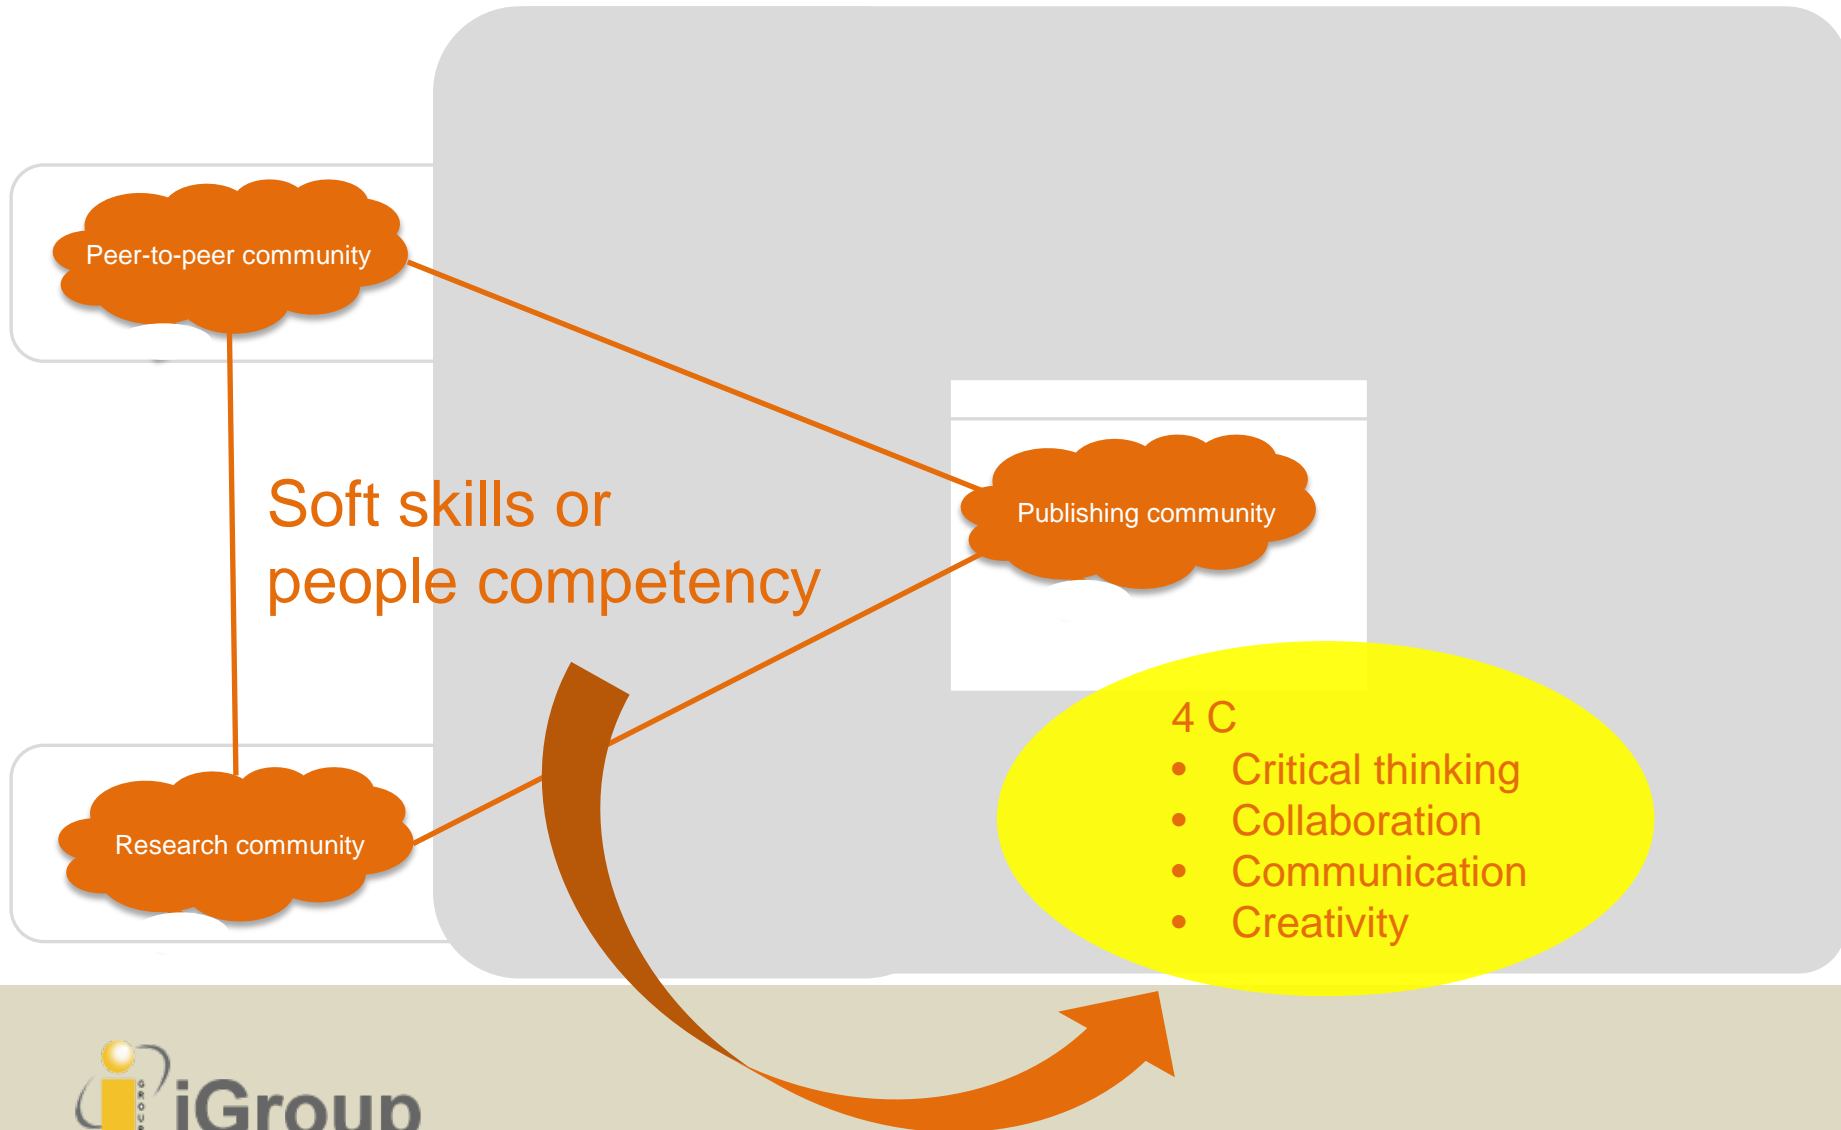 Peer-to-peer community
Soft skills or
people competency
Publishing community
Research community
4 C
• Critical thinking
• Collaboration
• Communication
• Creativity
GROUP
iGroup